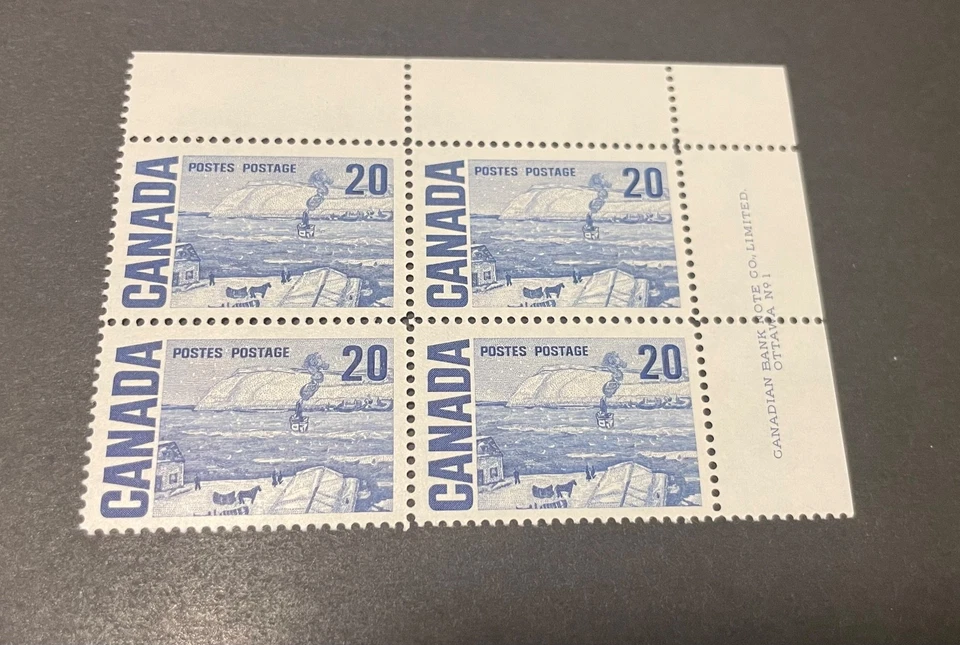 CANADA
POSTES POSTAGE 20
CANADA
POSTES POSTAGE 20
CANADA
POSTES POSTAGE 20
CANADA
POSTES POSTAGE 20
CANADIAN BANK NOTE CO., LIMITED.
OTTAWA Nº 1